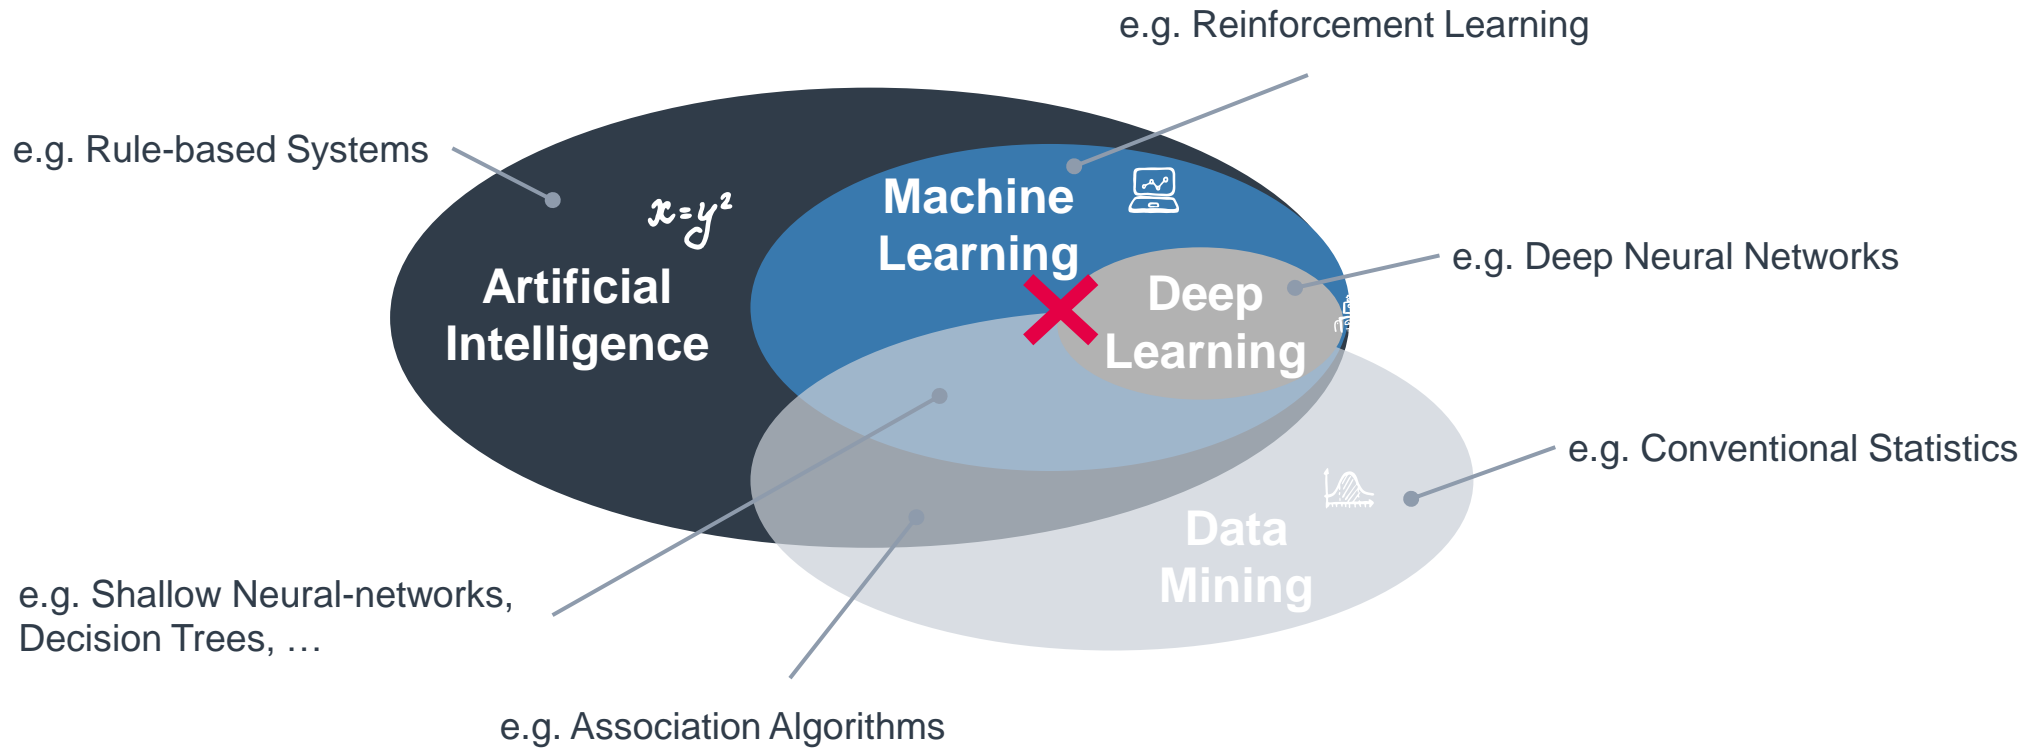 e.g. Reinforcement Learning
e.g. Rule-based Systems
x=y²
Machine
Learning
Artificial
Intelligence
e.g. Deep Neural Networks
Deep
Learning
e.g. Conventional Statistics
Data
Mining
e.g. Shallow Neural-networks,
Decision Trees, …
e.g. Association Algorithms